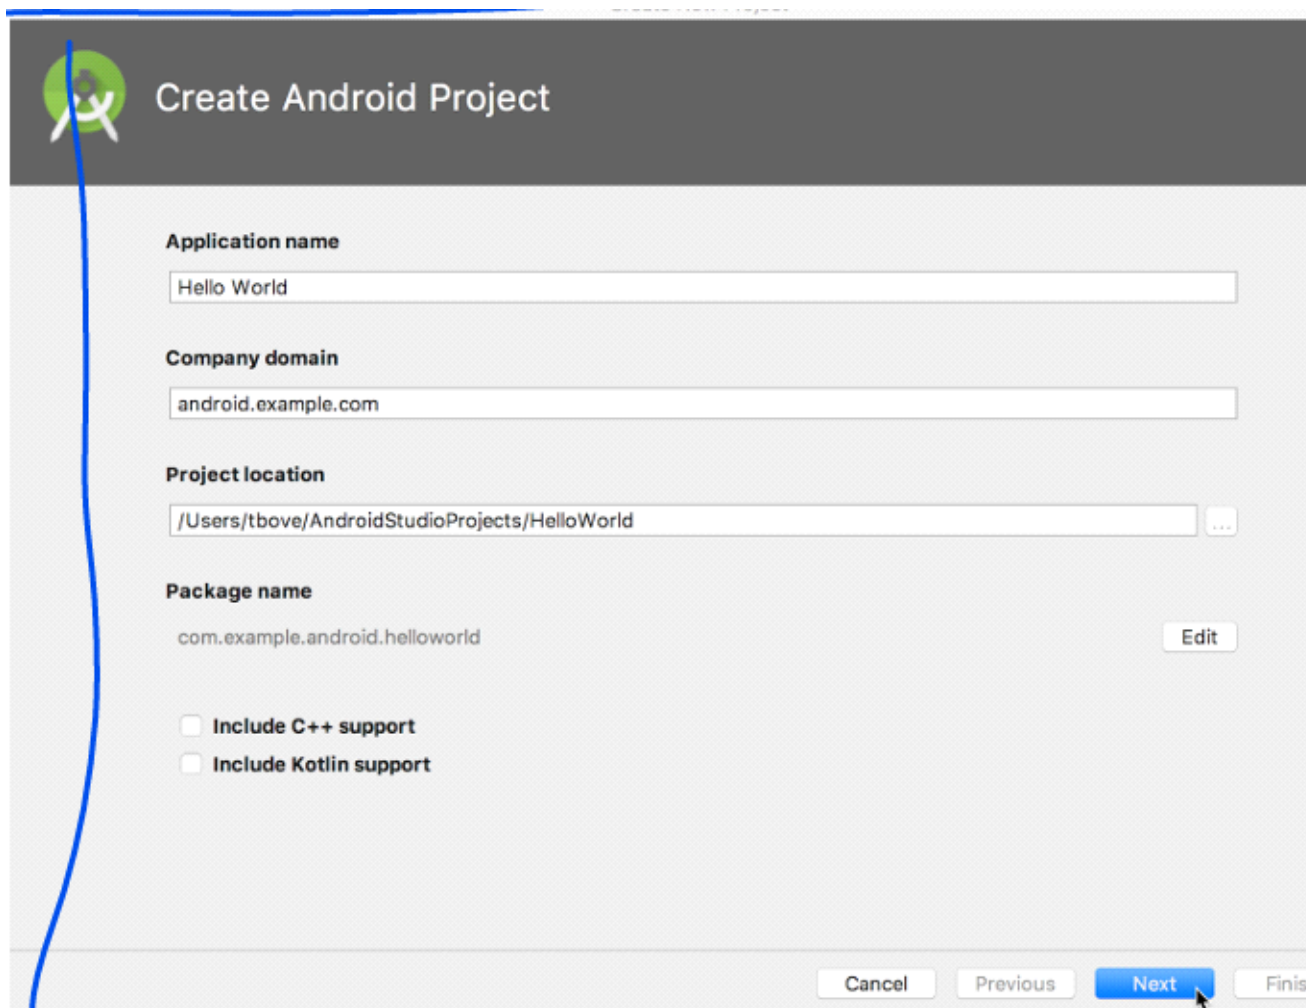 Create Android Project
Application name
Hello World
Company domain
android.example.com
Project location
/Users/tbove/AndroidStudioProjects/HelloWorld
...
Package name
com.example.android.helloworld
Edit
Include C++ support
Include Kotlin support
Cancel
Previous
Next